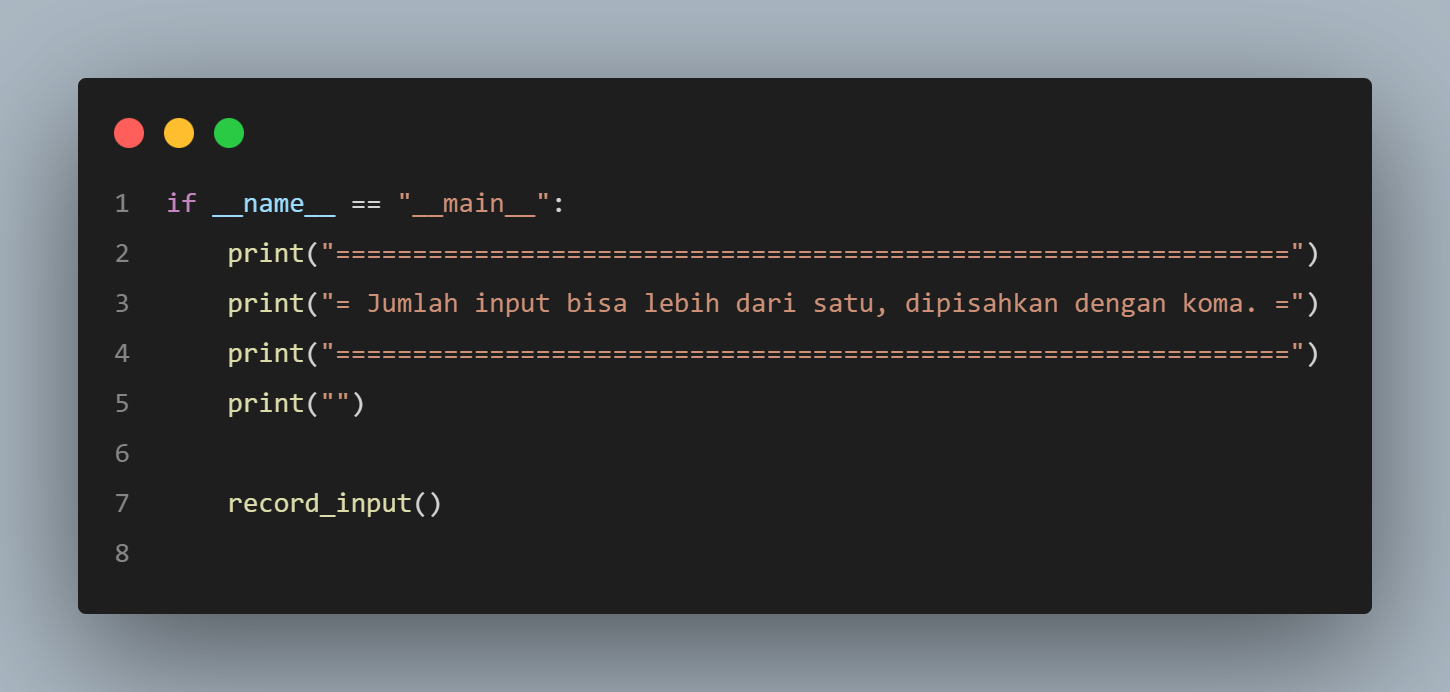 1 if __name__ == "__main__":
2     print("==============================================================")
3     print("= Jumlah input bisa lebih dari satu, dipisahkan dengan koma. =")
4     print("==============================================================")
5     print("")
6
7     record_input()
8